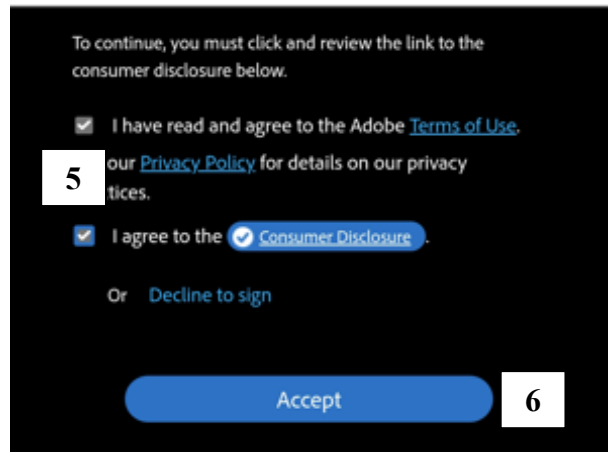 To continue, you must click and review the link to the
consumer disclosure below.
I have read and agree to the Adobe Terms of Use.
our Privacy Policy for details on our privacy
5
tices.
I agree to the Consumer Disclosure.
Or Decline to sign
Accept
6